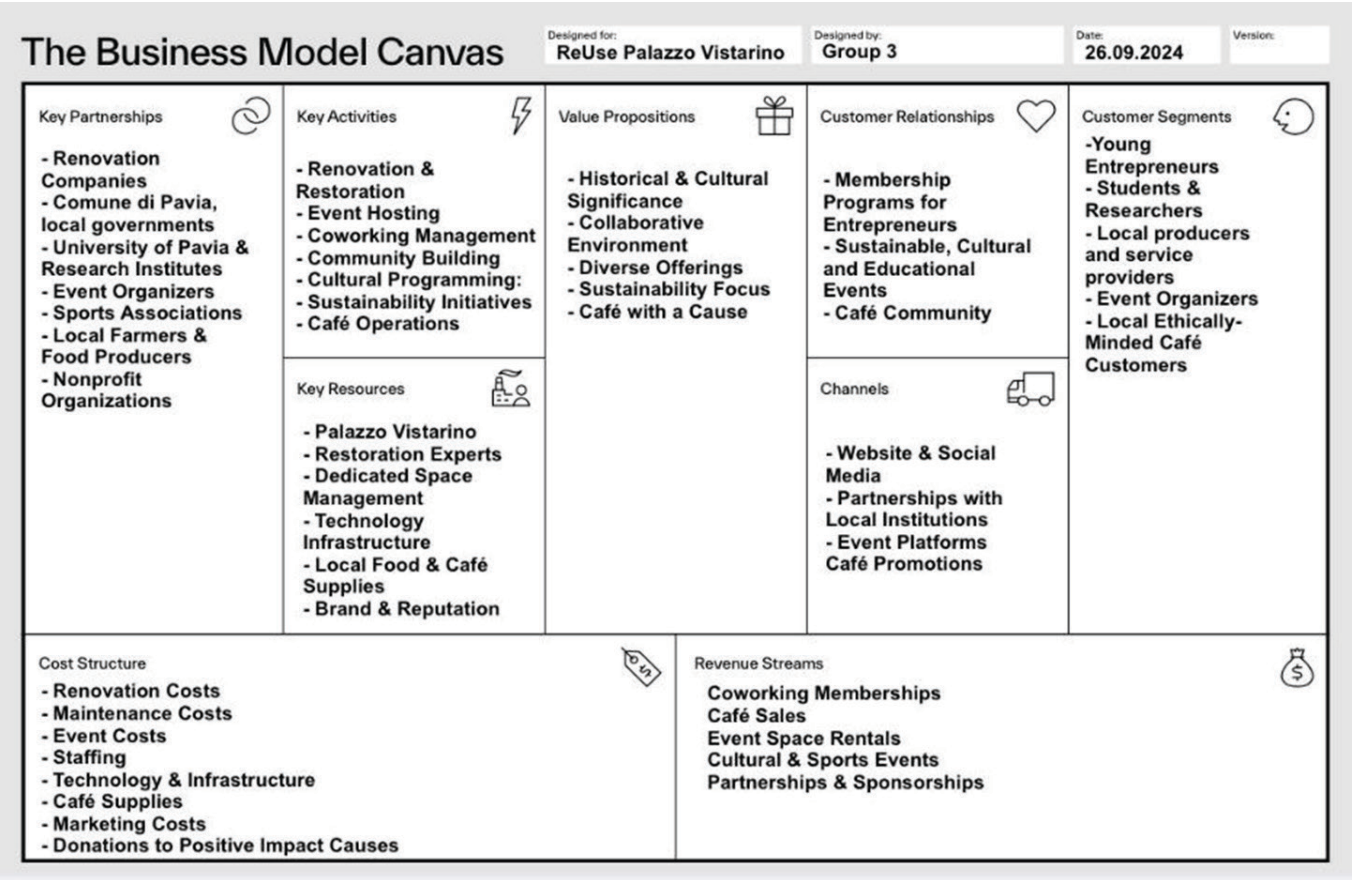 The Business Model Canvas
Designed for:
ReUse Palazzo Vistarino
Designed by:
Group 3
Date:
26.09.2024
Version:
Key Partnerships
- Renovation
Companies
- Comune di Pavia,
local governments
- University of Pavia &
Research Institutes
- Event Organizers
- Sports Associations
- Local Farmers &
Food Producers
- Nonprofit
Organizations
Key Activities
- Renovation &
Restoration
- Event Hosting
- Coworking Management
- Community Building
- Cultural Programming:
- Sustainability Initiatives
- Café Operations
Key Resources
- Palazzo Vistarino
- Restoration Experts
- Dedicated Space
Management
- Technology
Infrastructure
- Local Food & Café
Supplies
- Brand & Reputation
Value Propositions
- Historical & Cultural
Significance
- Collaborative
Environment
- Diverse Offerings
- Sustainability Focus
- Café with a Cause
Customer Relationships
- Membership
Programs for
Entrepreneurs
- Sustainable, Cultural
and Educational
Events
- Café Community
Channels
- Website & Social
Media
- Partnerships with
Local Institutions
- Event Platforms
Café Promotions
Customer Segments
-Young
Entrepreneurs
- Students &
Researchers
- Local producers
and service
providers
- Event Organizers
- Local Ethically-
Minded Café
Customers
Cost Structure
- Renovation Costs
- Maintenance Costs
- Event Costs
- Staffing
- Technology & Infrastructure
- Café Supplies
- Marketing Costs
- Donations to Positive Impact Causes
Revenue Streams
Coworking Memberships
Café Sales
Event Space Rentals
Cultural & Sports Events
Partnerships & Sponsorships